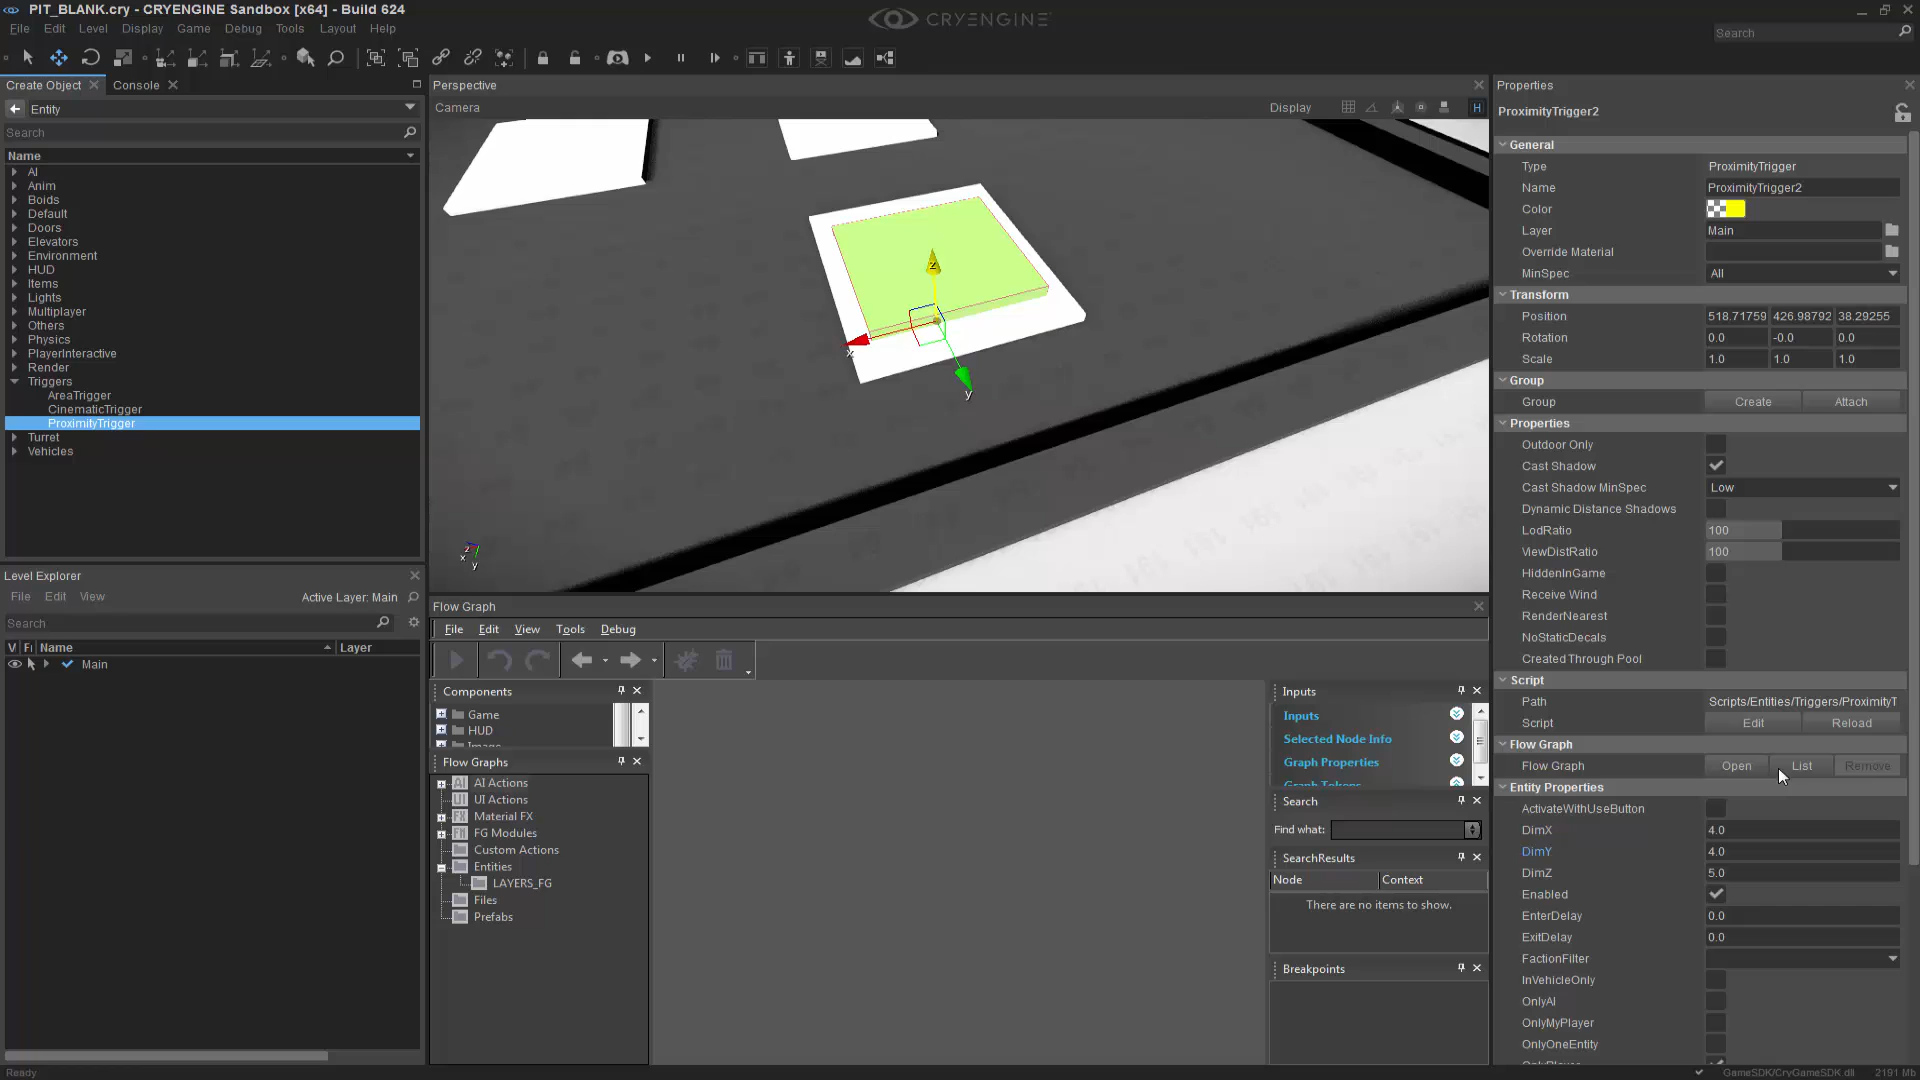 PIT_BLANK.cry - CRYENGINE Sandbox [x64] - Build 624
CRYENGINE
File Edit Level Display Game Debug Tools Layout Help
Search
Create Object
Console
Entity
Search
Name
AI
Anim
Boids
Default
Doors
Elevators
Environment
HUD
Items
Lights
Multiplayer
Others
Physics
PlayerInteractive
Render
Triggers
AreaTrigger
CinematicTrigger
ProximityTrigger
Turret
Vehicles
Level Explorer
File Edit View
Active Layer: Main
Search
V
Name
Layer
Main
Ready
Perspective
Camera
Display
H
z
x
y
z
x
y
Flow Graph
File Edit View Tools Debug
Components
Game
HUD
Image
Flow Graphs
AI Actions
UI Actions
Material FX
FG Modules
Custom Actions
Entities
LAYERS_FG
Files
Prefabs
Inputs
Inputs
Selected Node Info
Graph Properties
Graph Tokens
Search
Find what:
SearchResults
Node
Context
There are no items to show.
Breakpoints
Properties
ProximityTrigger2
General
Type ProximityTrigger
Name ProximityTrigger2
Color
Layer Main
Override Material
MinSpec All
Transform
Position 518.71759 426.98792 38.29255
Rotation 0.0 -0.0 0.0
Scale 1.0 1.0 1.0
Group
Group Create Attach
Properties
Outdoor Only
Cast Shadow
Cast Shadow MinSpec Low
Dynamic Distance Shadows
LodRatio 100
ViewDistRatio 100
HiddenInGame
Receive Wind
RenderNearest
NoStaticDecals
Created Through Pool
Script
Path Scripts/Entities/Triggers/ProximityT
Script Edit Reload
Flow Graph
Flow Graph Open List Remove
Entity Properties
ActivateWithUseButton
DimX 4.0
DimY 4.0
DimZ 5.0
Enabled
EnterDelay 0.0
ExitDelay 0.0
FactionFilter
InVehicleOnly
OnlyAI
OnlyMyPlayer
OnlyOneEntity
OnlyPlayer
GameSDK/CryGameSDK.dll 2191 Mb